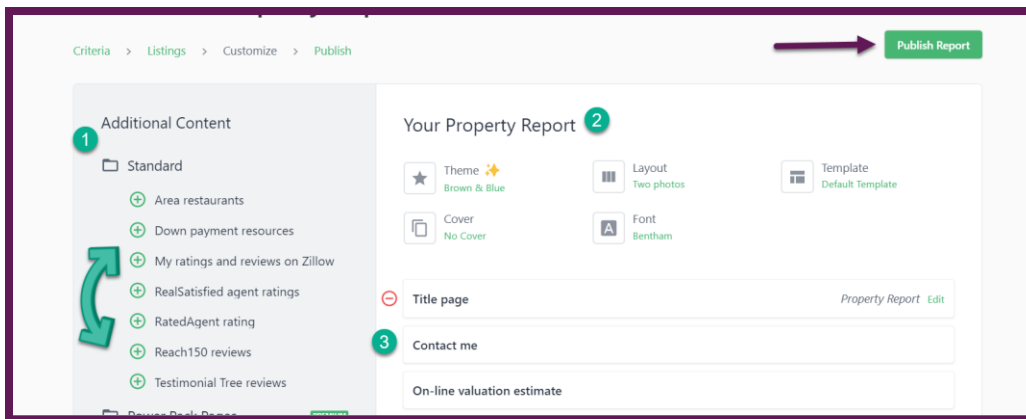 Criteria > Listings > Customize > Publish
Publish Report
1
Additional Content
Standard
Area restaurants
Down payment resources
My ratings and reviews on Zillow
RealSatisfied agent ratings
RatedAgent rating
Reach150 reviews
Testimonial Tree reviews
Your Property Report 2
Theme
Brown & Blue
Layout
Two photos
Template
Default Template
Cover
No Cover
A
Font
Bentham
Title page
Property Report Edit
3
Contact me
On-line valuation estimate